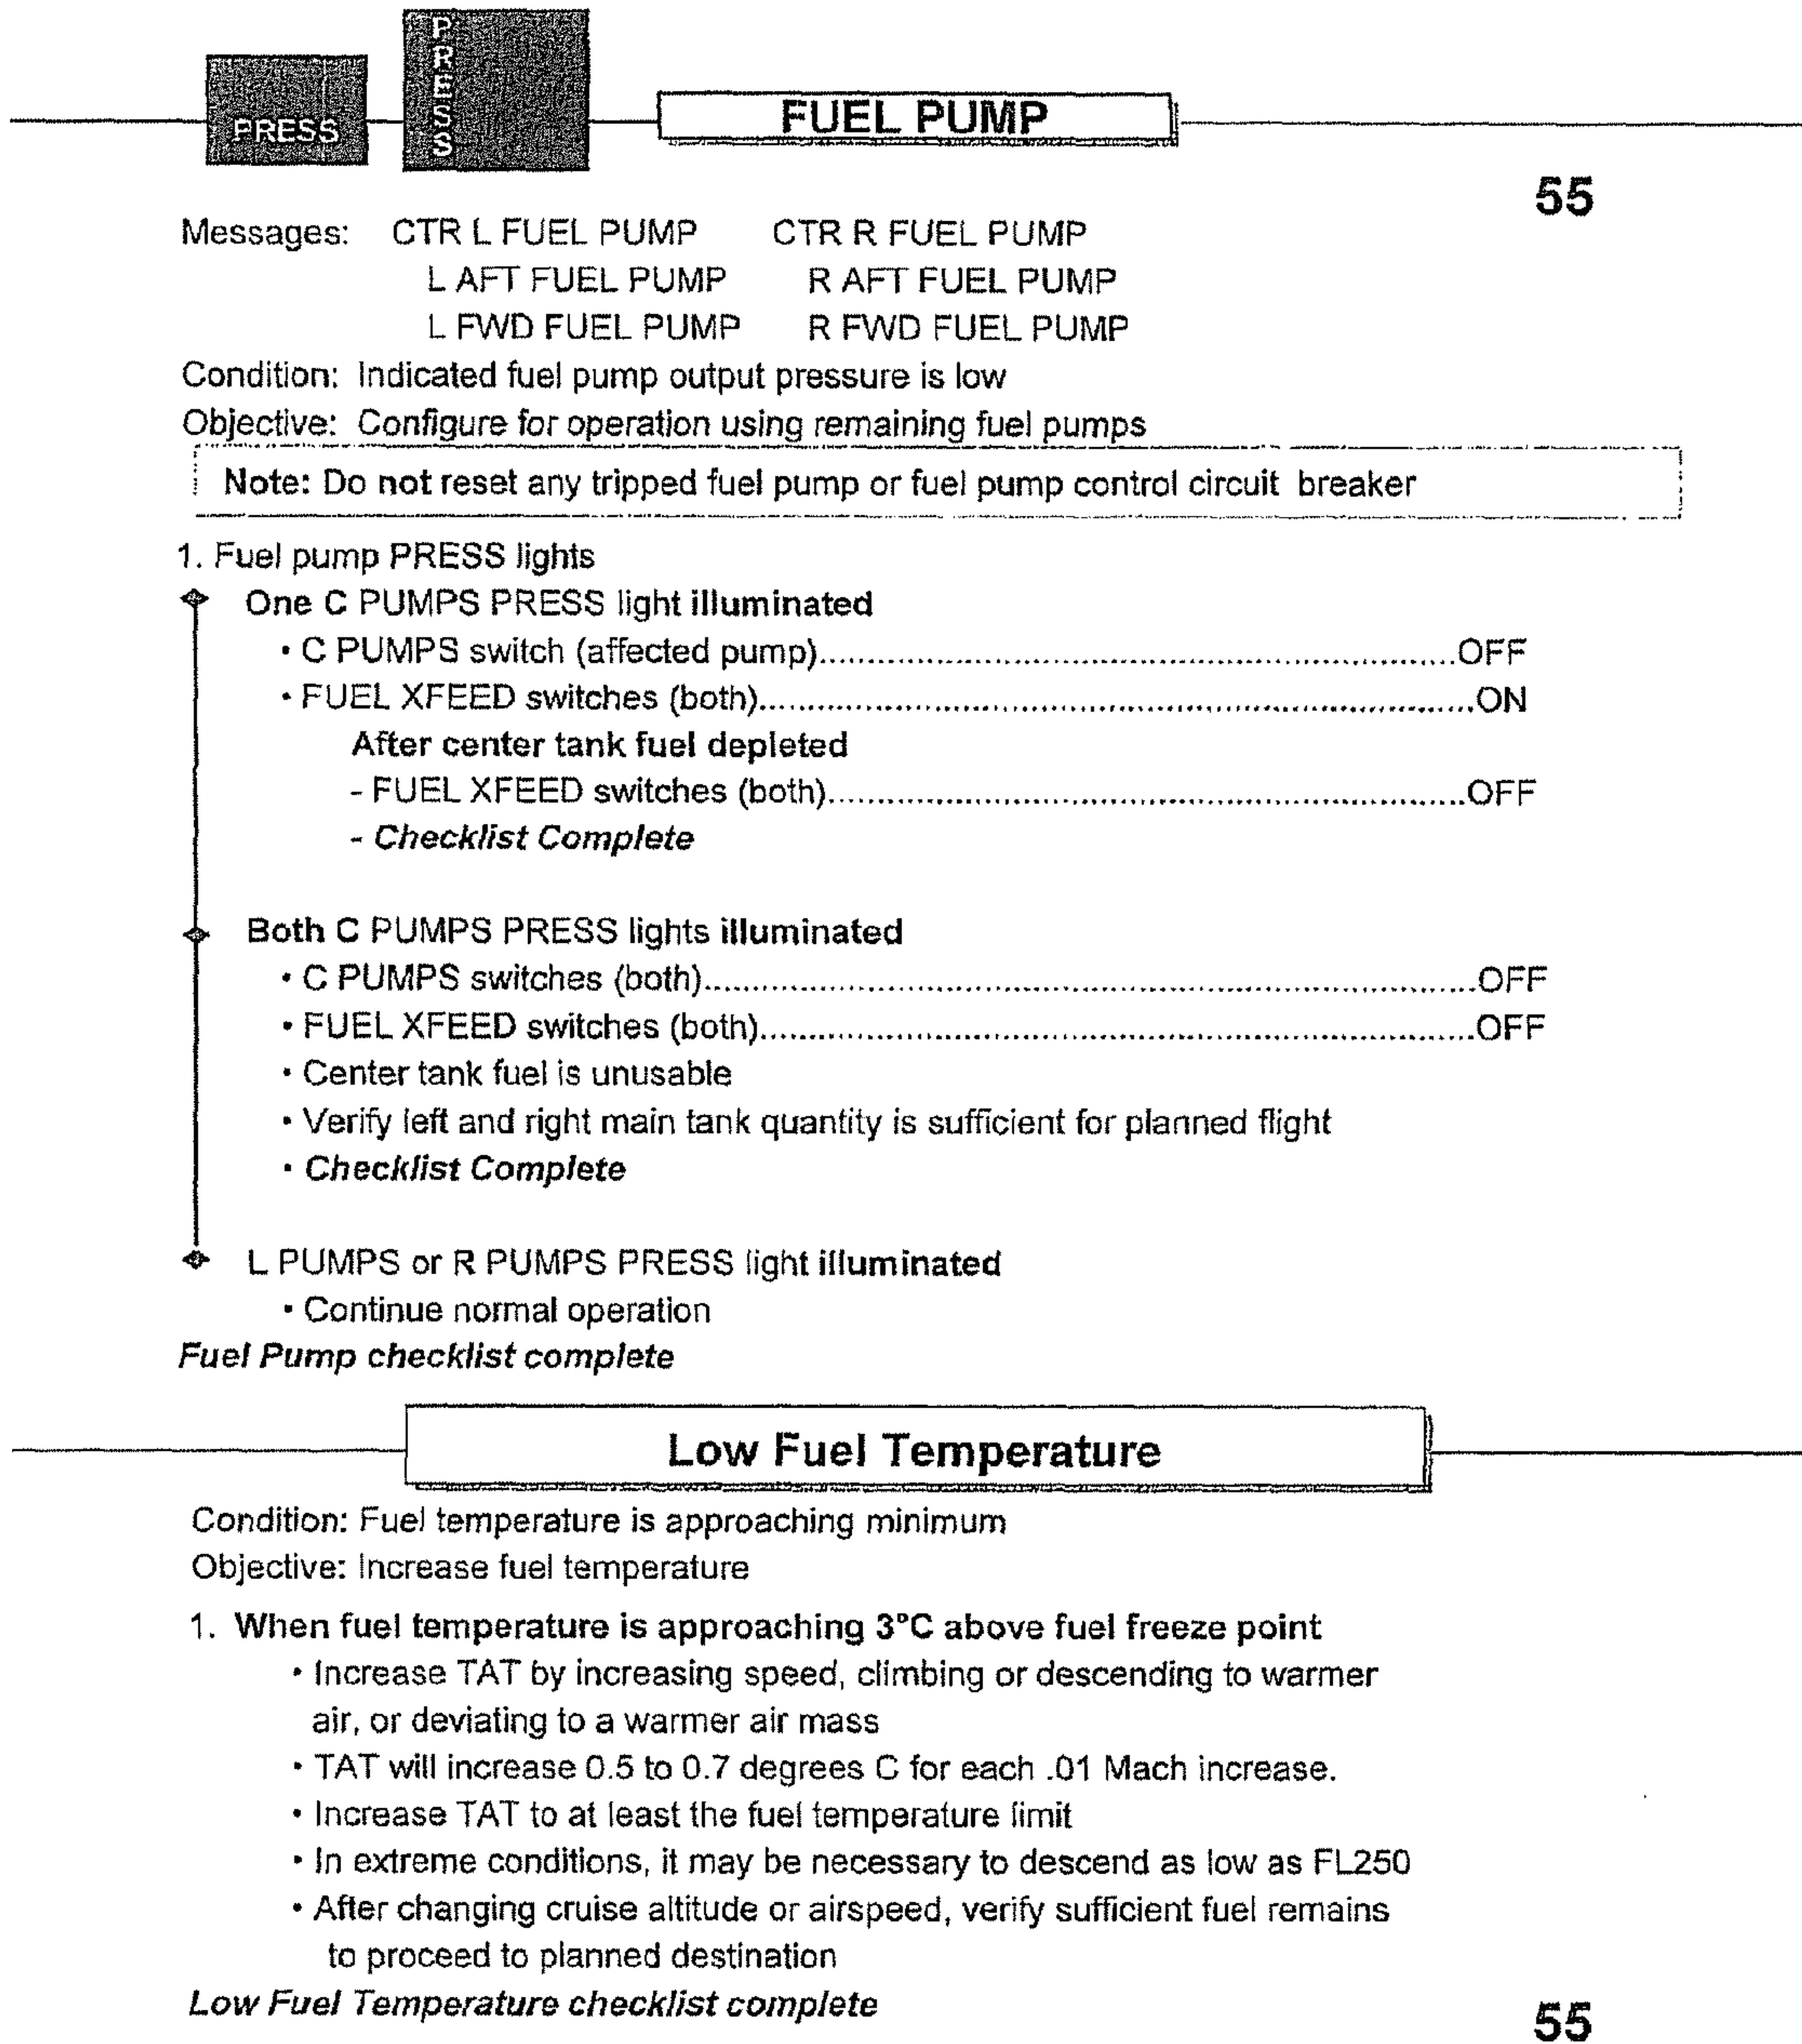 PRESS
PRESS
FUEL PUMP
55
Messages: CTR L FUEL PUMP CTR R FUEL PUMP
L AFT FUEL PUMP R AFT FUEL PUMP
L FWD FUEL PUMP R FWD FUEL PUMP
Condition: Indicated fuel pump output pressure is low
Objective: Configure for operation using remaining fuel pumps
Note: Do not reset any tripped fuel pump or fuel pump control circuit breaker
1. Fuel pump PRESS lights
One C PUMPS PRESS light illuminated
• C PUMPS switch (affected pump)..........OFF
• FUEL XFEED switches (both)..........ON
After center tank fuel depleted
- FUEL XFEED switches (both)..........OFF
- Checklist Complete
Both C PUMPS PRESS lights illuminated
• C PUMPS switches (both)..........OFF
• FUEL XFEED switches (both)..........OFF
• Center tank fuel is unusable
• Verify left and right main tank quantity is sufficient for planned flight
• Checklist Complete
L PUMPS or R PUMPS PRESS light illuminated
• Continue normal operation
Fuel Pump checklist complete
Low Fuel Temperature
Condition: Fuel temperature is approaching minimum
Objective: Increase fuel temperature
1. When fuel temperature is approaching 3°C above fuel freeze point
• Increase TAT by increasing speed, climbing or descending to warmer
air, or deviating to a warmer air mass
• TAT will increase 0.5 to 0.7 degrees C for each .01 Mach increase.
• Increase TAT to at least the fuel temperature limit
• In extreme conditions, it may be necessary to descend as low as FL250
• After changing cruise altitude or airspeed, verify sufficient fuel remains
to proceed to planned destination
Low Fuel Temperature checklist complete
55